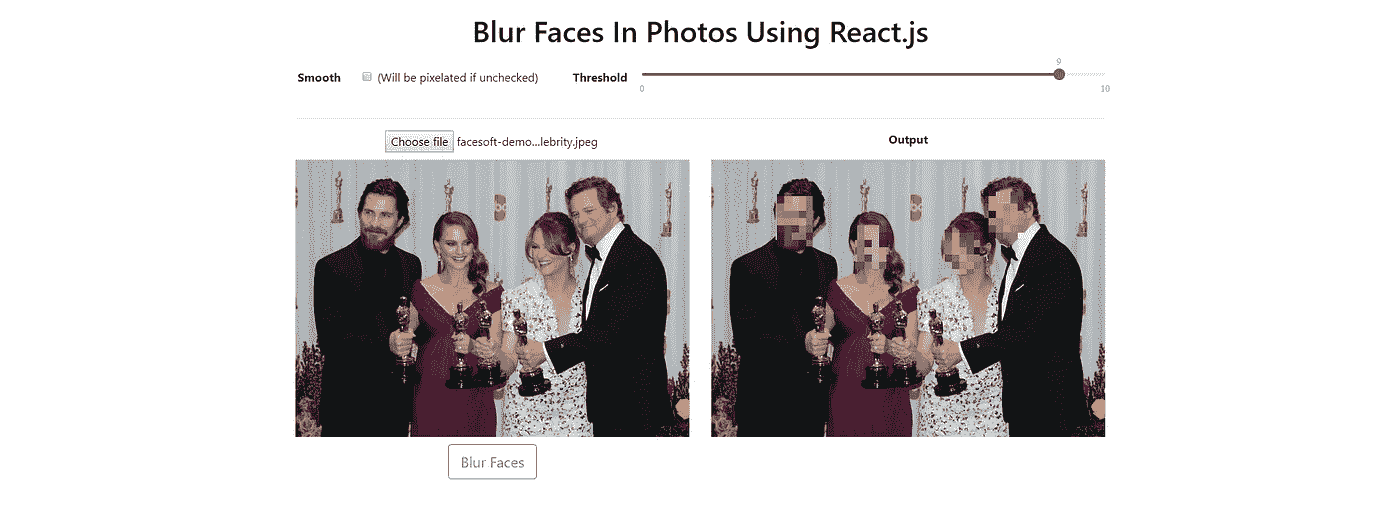 Blur Faces In Photos Using React.js
Smooth (Will be pixelated if unchecked) Threshold
9
0 10
Choose file facesoft-demo...lebrity.jpeg
Output
Blur Faces